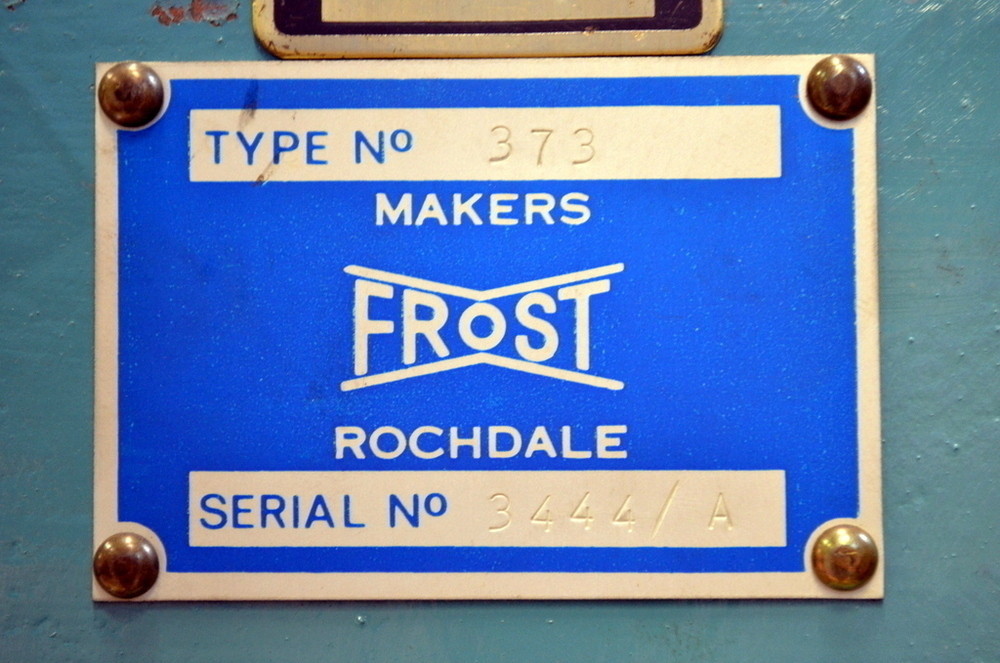 TYPE Nº 373
MAKERS
FROST
ROCHDALE
SERIAL Nº 3444/A